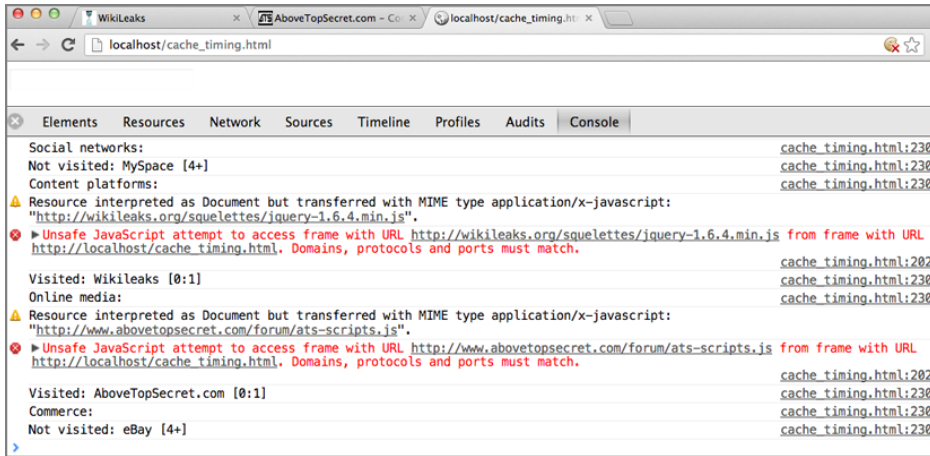 WikiLeaks
AboveTopSecret.com – Co
localhost/cache_timing.ht
localhost/cache_timing.html
Elements Resources Network Sources Timeline Profiles Audits Console
Social networks: cache_timing.html:230
Not visited: MySpace [4+] cache_timing.html:230
Content platforms: cache_timing.html:230
Resource interpreted as Document but transferred with MIME type application/x-javascript:
"http://wikileaks.org/squelettes/jquery-1.6.4.min.js".
▶Unsafe JavaScript attempt to access frame with URL http://wikileaks.org/squelettes/jquery-1.6.4.min.js from frame with URL
http://localhost/cache_timing.html. Domains, protocols and ports must match.
cache_timing.html:202
Visited: Wikileaks [0:1] cache_timing.html:230
Online media: cache_timing.html:230
Resource interpreted as Document but transferred with MIME type application/x-javascript:
"http://www.abovetopsecret.com/forum/ats-scripts.js".
▶Unsafe JavaScript attempt to access frame with URL http://www.abovetopsecret.com/forum/ats-scripts.js from frame with URL
http://localhost/cache_timing.html. Domains, protocols and ports must match.
cache_timing.html:202
Visited: AboveTopSecret.com [0:1] cache_timing.html:230
Commerce: cache_timing.html:230
Not visited: eBay [4+] cache_timing.html:230